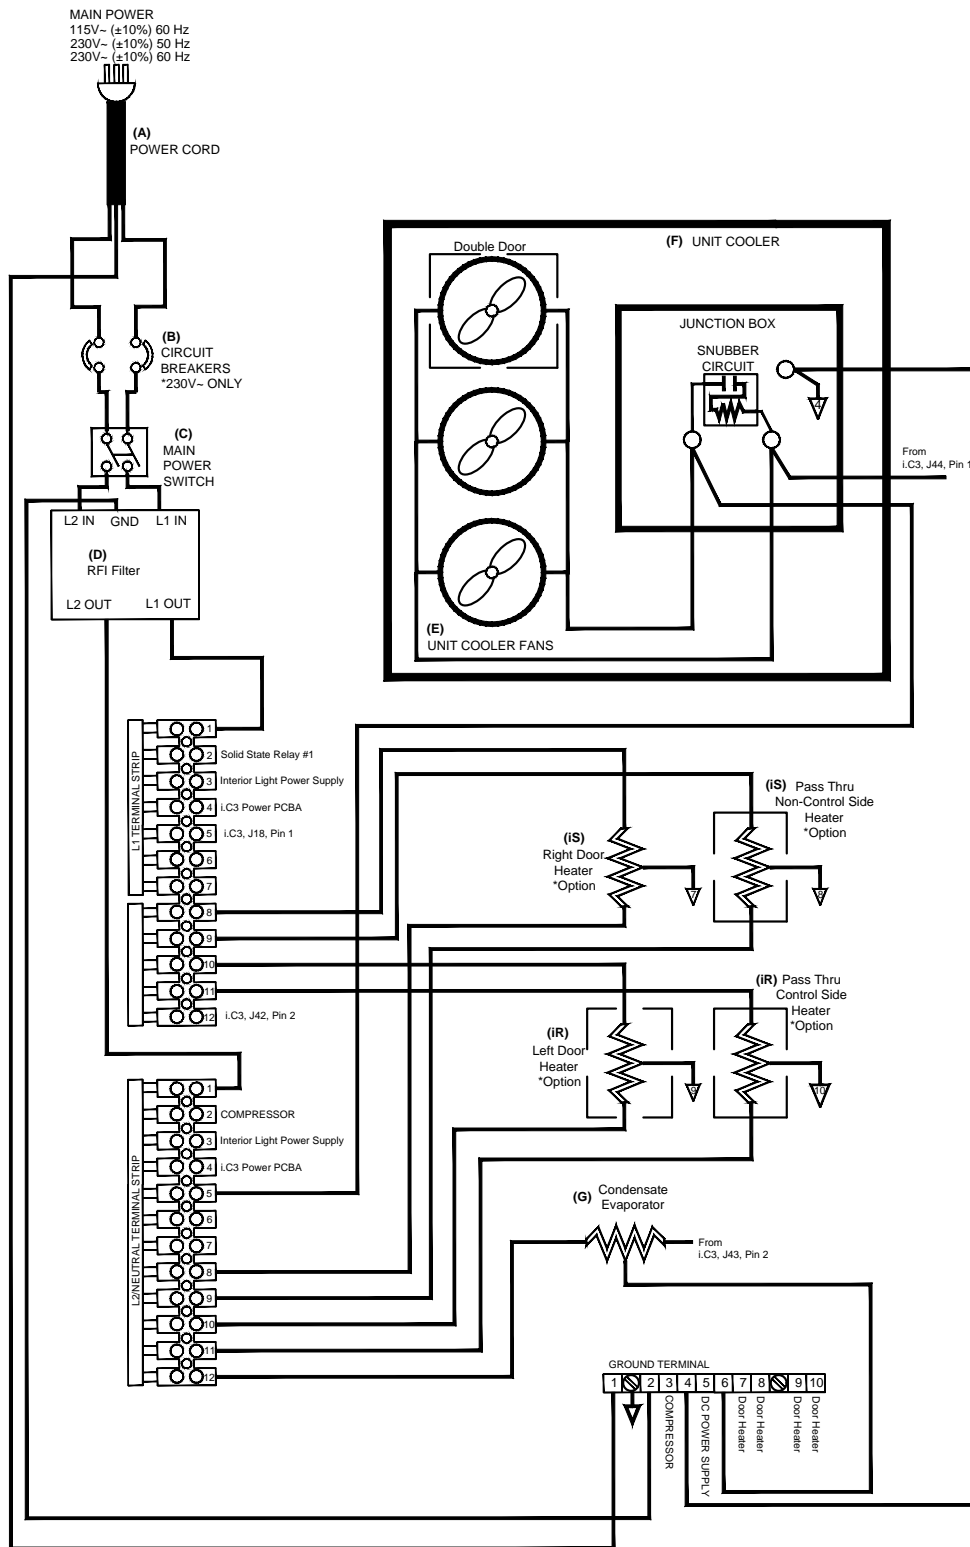 MAIN POWER
115V~ (±10%) 60 Hz
230V~ (±10%) 50 Hz
230V~ (±10%) 60 Hz
(A)
POWER CORD
(B)
CIRCUIT
BREAKERS
*230V~ ONLY
(C)
MAIN
POWER
SWITCH
L2 IN GND L1 IN
(D)
RFI Filter
L2 OUT L1 OUT
(F) UNIT COOLER
Double Door
JUNCTION BOX
SNUBBER
CIRCUIT
4
From
i.C3, J44, Pin 1
(E)
UNIT COOLER FANS
L1 TERMINAL STRIP
1
2 Solid State Relay #1
3 Interior Light Power Supply
4 i.C3 Power PCBA
5 i.C3, J18, Pin 1
6
7
8
9
10
11
12 i.C3, J42, Pin 2
(iS)
Right Door
Heater
*Option
7
(iS) Pass Thru
Non-Control Side
Heater
*Option
8
(iR)
Left Door
Heater
*Option
9
(iR) Pass Thru
Control Side
Heater
*Option
10
L2/NEUTRAL TERMINAL STRIP
1
2 COMPRESSOR
3 Interior Light Power Supply
4 i.C3 Power PCBA
5
6
7
8
9
10
11
12
(G) Condensate
Evaporator
From
i.C3, J43, Pin 2
GROUND TERMINAL
1 2 3 4 5 6 7 8 9 10
COMPRESSOR
DC POWER SUPPLY
Door Heater
Door Heater
Door Heater
Door Heater